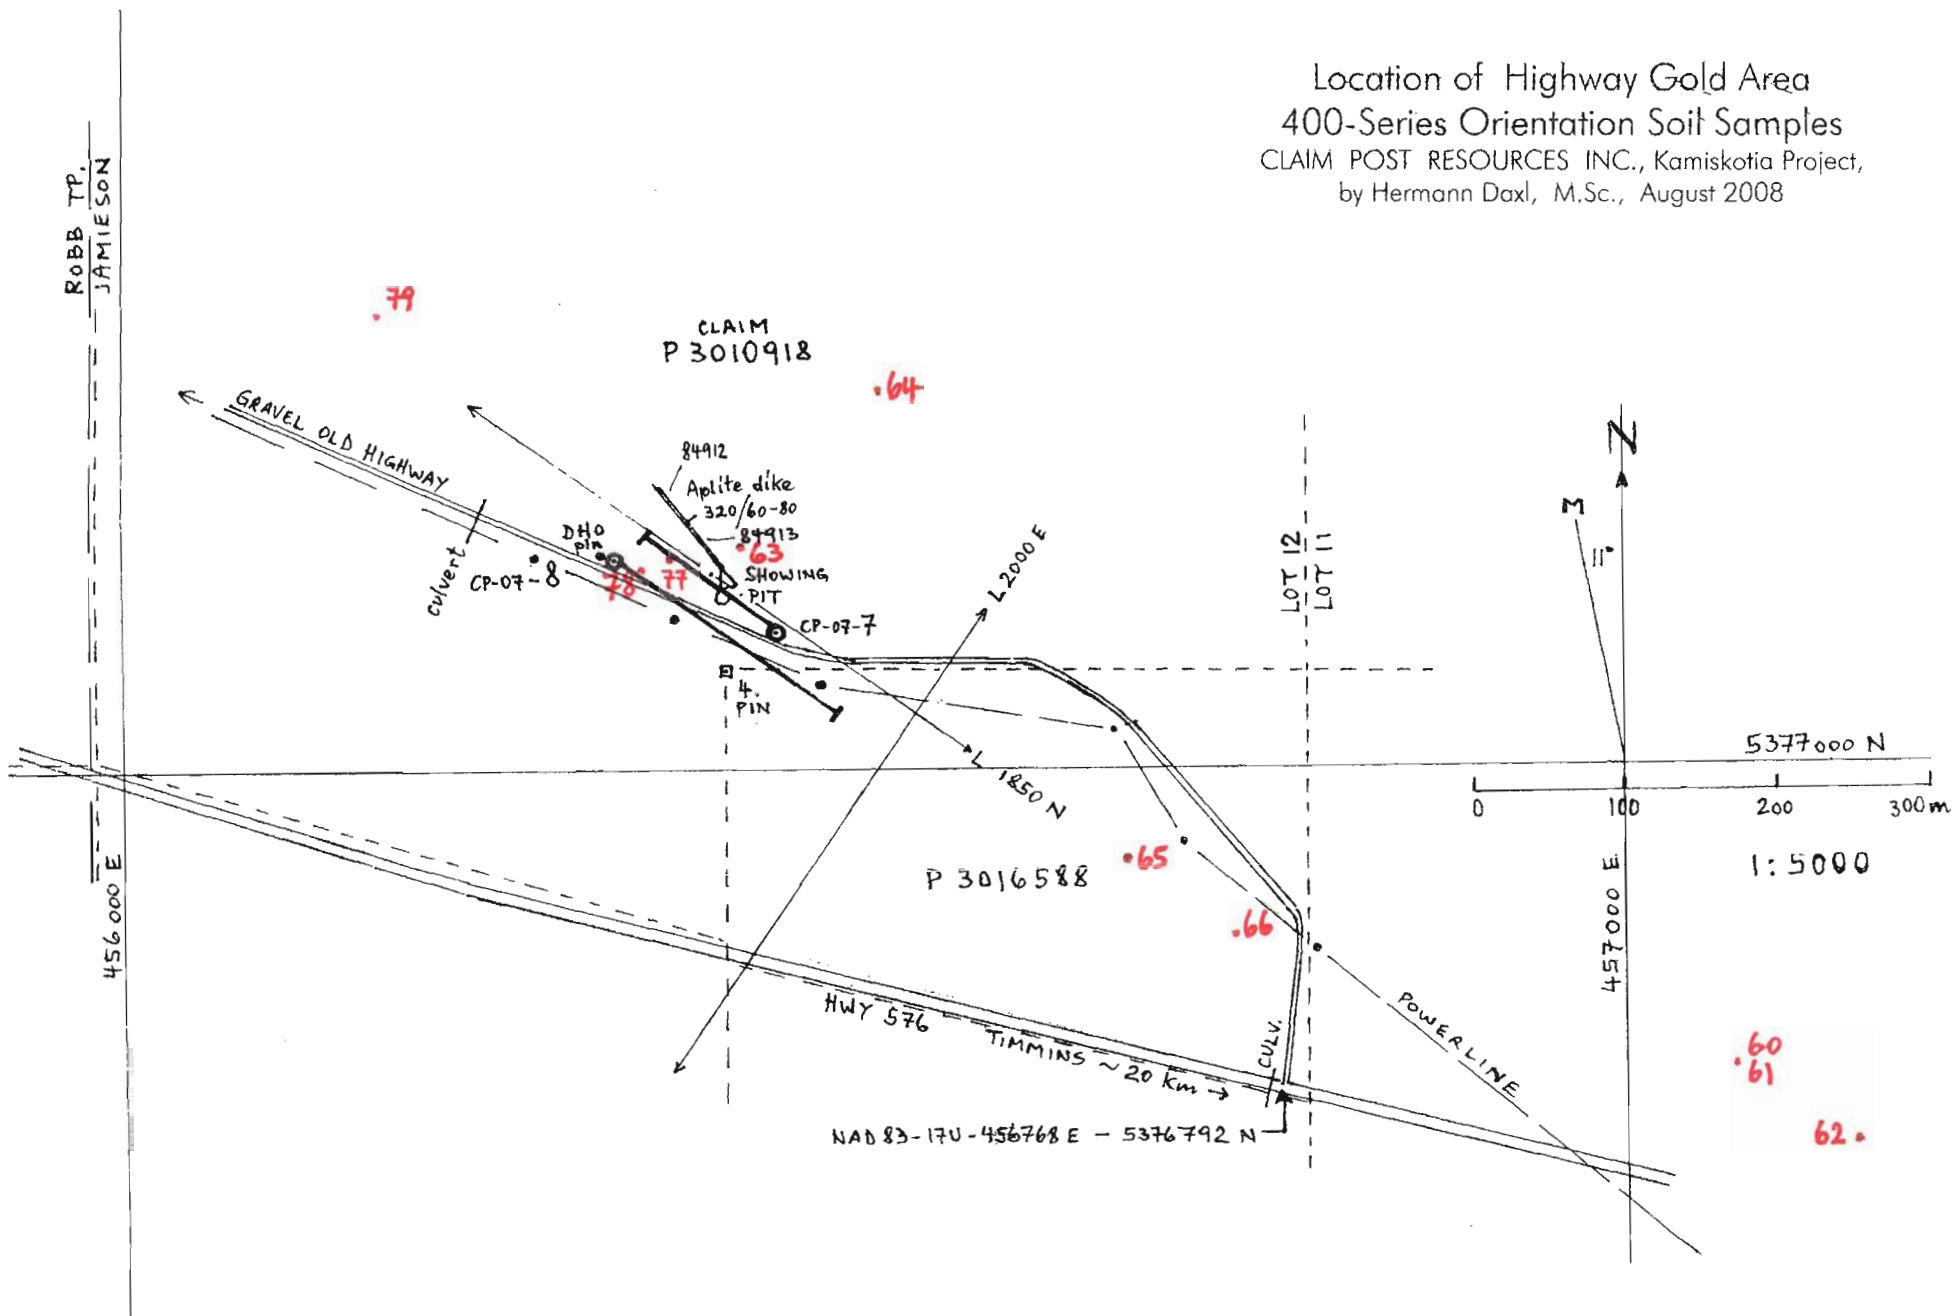 Location of Highway Gold Area
400-Series Orientation Soil Samples
CLAIM POST RESOURCES INC., Kamiskotia Project,
by Hermann Daxl, M.Sc., August 2008
ROBB TP.
JAMIESON
79
CLAIM
P 3010918
64
GRAVEL OLD HIGHWAY
84912
Aplite dike
320/60-80
84913
63
DHO
pin
CP-07-8
78
77
SHOWING
PIT
CP-07-7
culvert
4.
PIN
L 2000 E
L 1850 N
LOT 12
LOT 11
N
M
11°
5377000 N
0 100 200 300m
1:5000
456000 E
457000 E
65
P 3016588
66
HWY 576
TIMMINS ~ 20 Km →
CULV.
POWERLINE
60
61
62
NAD 83-17U-456768 E - 5376792 N